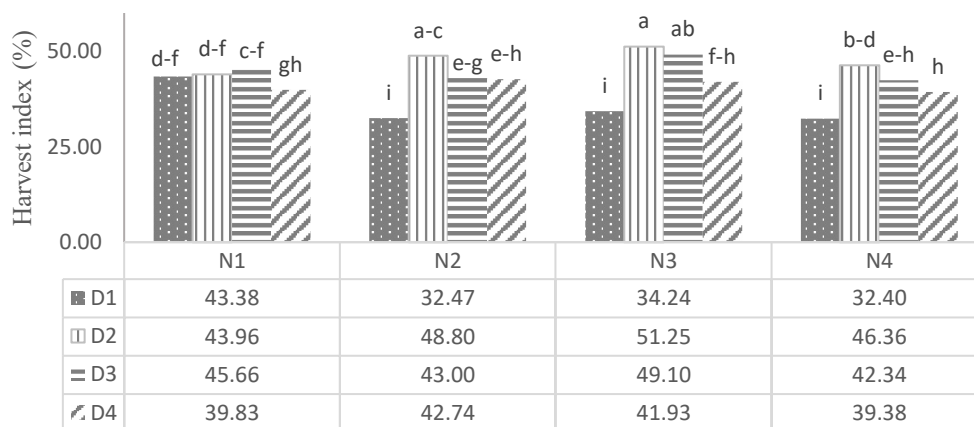 Harvest index (%)
50.00
25.00
0.00
d-f d-f c-f gh
i a-c e-g e-h
i a ab f-h
i b-d e-h h
N1 N2 N3 N4
D1 43.38 32.47 34.24 32.40
D2 43.96 48.80 51.25 46.36
D3 45.66 43.00 49.10 42.34
D4 39.83 42.74 41.93 39.38